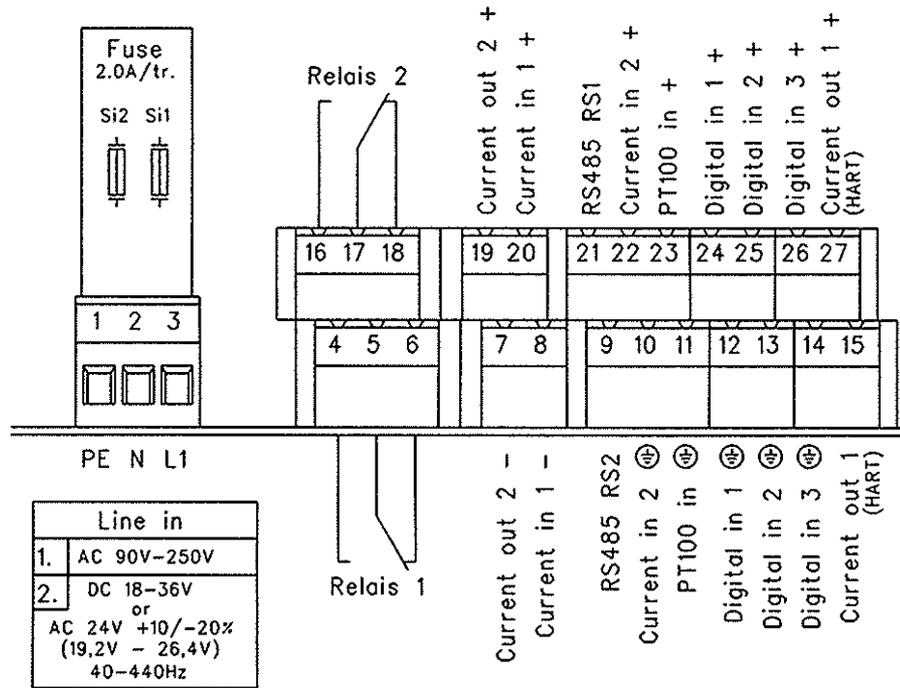 Fuse
2.0A/tr.
Si2 Si1
1 2 3
PE N L1
Relais 2
Current out 2 +
Current in 1 +
RS485 RS1
Current in 2 +
PT100 in +
Digital in 1 +
Digital in 2 +
Digital in 3 +
Current out 1 +
(HART)
16 17 18
19 20
21 22 23 24 25 26 27
4 5 6
7 8
9 10 11 12 13 14 15
Relais 1
Current out 2 -
Current in 1 -
RS485 RS2
Current in 2
PT100 in
Digital in 1
Digital in 2
Digital in 3
Current out 1
(HART)
Line in
1. AC 90V-250V
2. DC 18-36V
or
AC 24V +10/-20%
(19,2V - 26,4V)
40-440Hz